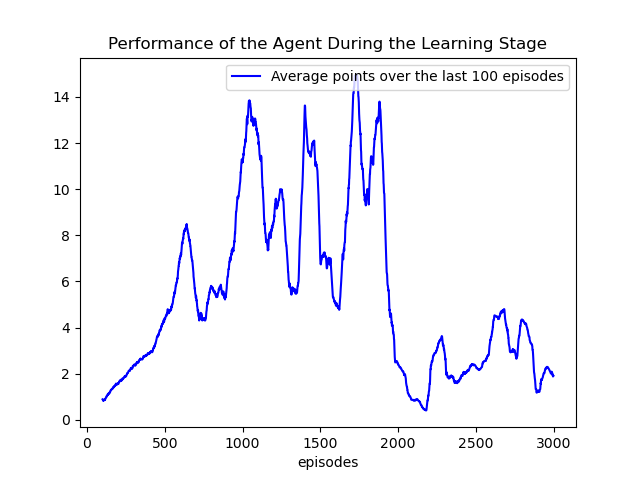 Performance of the Agent During the Learning Stage
Average points over the last 100 episodes
14
12
10
8
6
4
2
0
0 500 1000 1500 2000 2500 3000
episodes